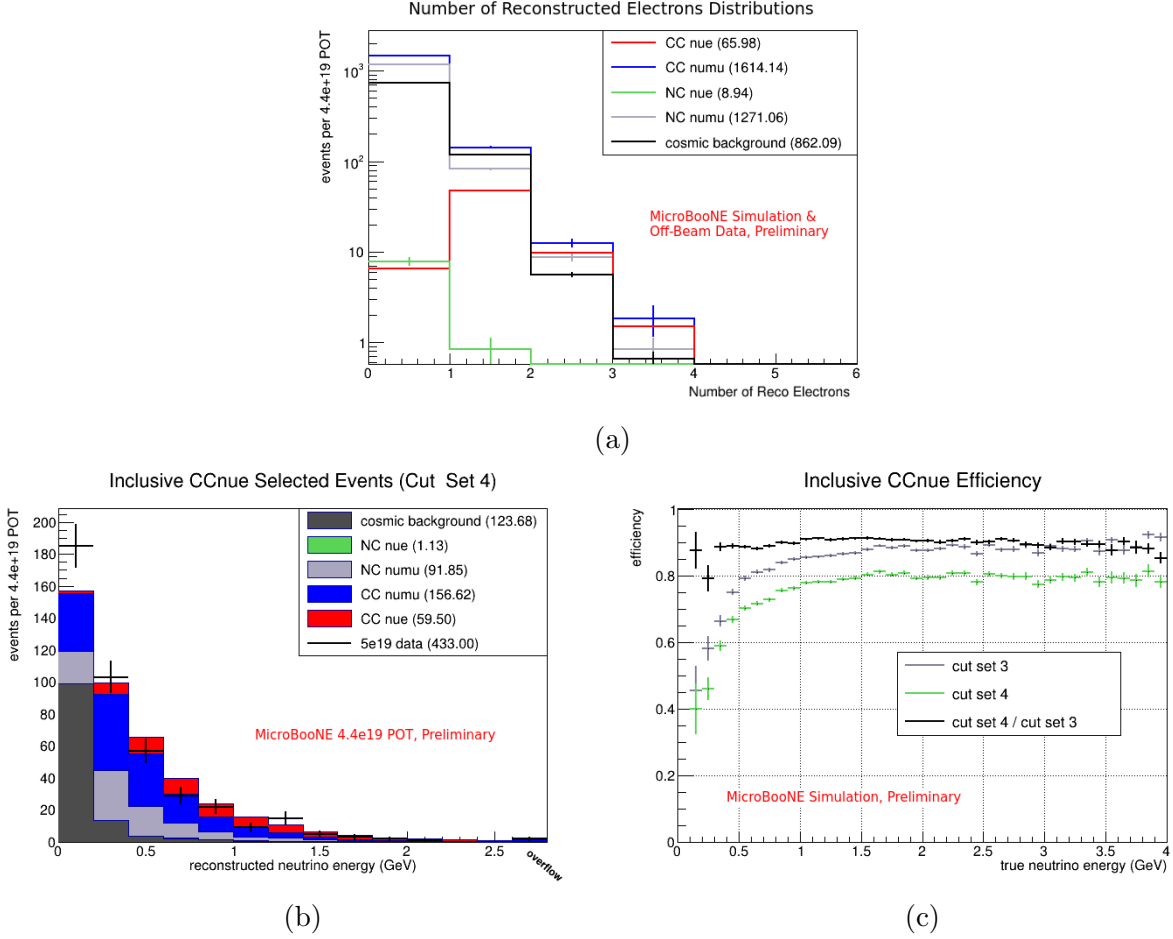 Number of Reconstructed Electrons Distributions
events per 4.4e+19 POT
10³
10²
10
1
CC nue (65.98)
CC numu (1614.14)
NC nue (8.94)
NC numu (1271.06)
cosmic background (862.09)
MicroBooNE Simulation &
Off-Beam Data, Preliminary
0 1 2 3 4 5 6
Number of Reco Electrons
(a)
Inclusive CCnue Selected Events (Cut Set 4)
events per 4.4e+19 POT
200
180
160
140
120
100
80
60
40
20
0
cosmic background (123.68)
NC nue (1.13)
NC numu (91.85)
CC numu (156.62)
CC nue (59.50)
5e19 data (433.00)
MicroBooNE 4.4e19 POT, Preliminary
0 0.5 1 1.5 2 2.5 overflow
reconstructed neutrino energy (GeV)
(b)
Inclusive CCnue Efficiency
efficiency
1
0.8
0.6
0.4
0.2
0
cut set 3
cut set 4
cut set 4 / cut set 3
MicroBooNE Simulation, Preliminary
0 0.5 1 1.5 2 2.5 3 3.5 4
true neutrino energy (GeV)
(c)